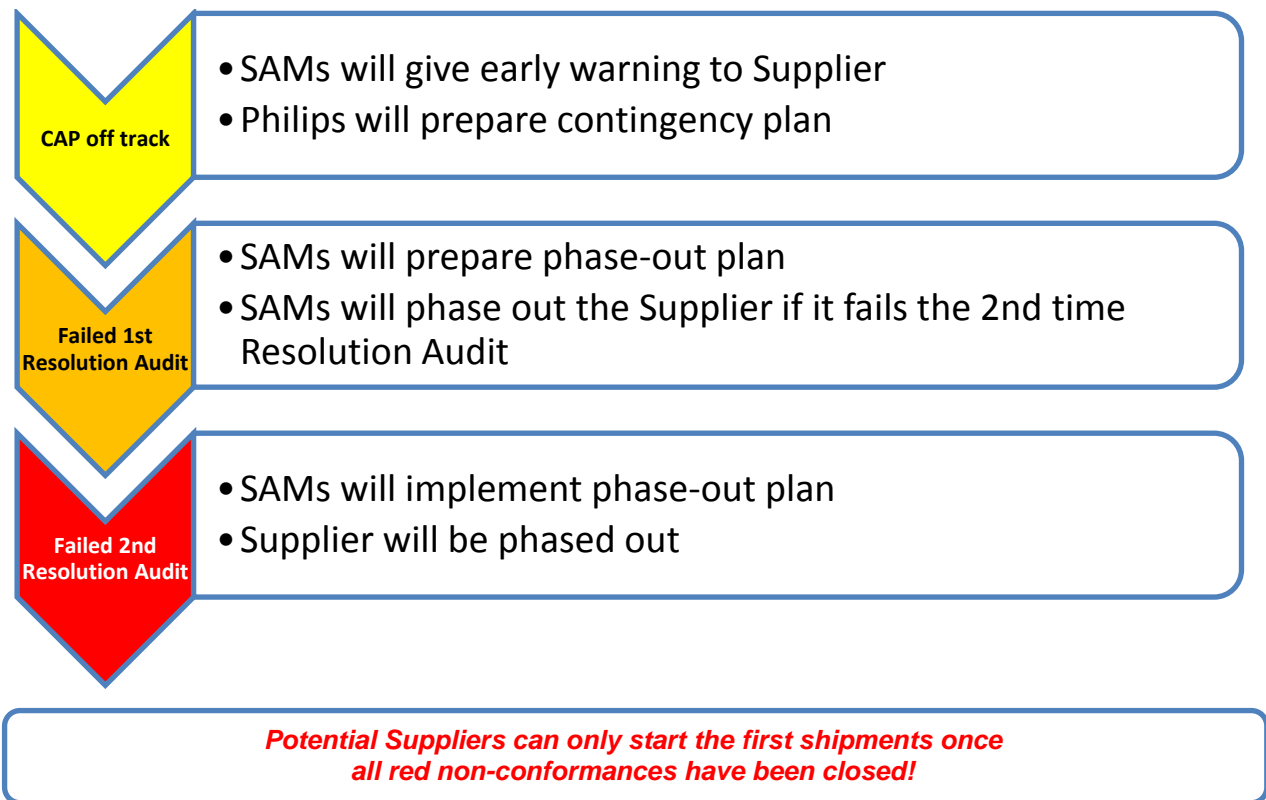 CAP off track
•SAMs will give early warning to Supplier
•Philips will prepare contingency plan
Failed 1st
Resolution Audit
•SAMs will prepare phase-out plan
•SAMs will phase out the Supplier if it fails the 2nd time
Resolution Audit
Failed 2nd
Resolution Audit
•SAMs will implement phase-out plan
•Supplier will be phased out
Potential Suppliers can only start the first shipments once
all red non-conformances have been closed!